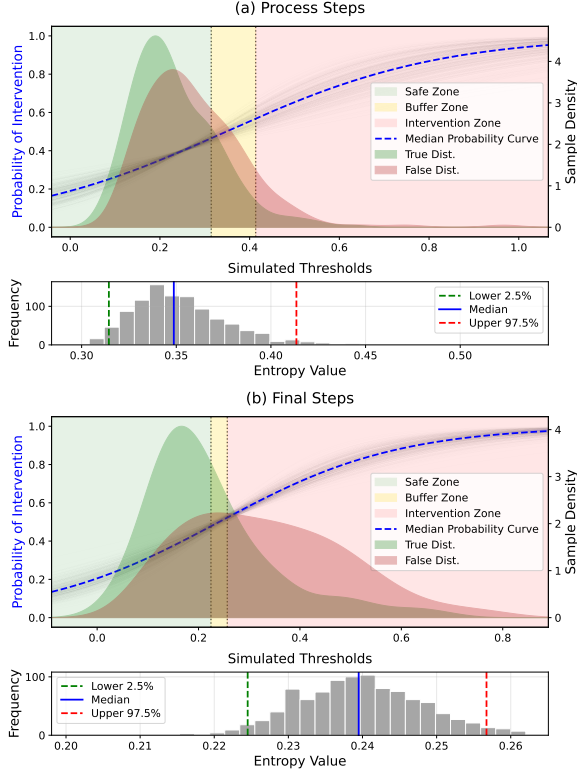 (a) Process Steps
Probability of Intervention
1.0
0.8
0.6
0.4
0.2
0.0
4
3
2
1
0
Sample Density
Safe Zone
Buffer Zone
Intervention Zone
Median Probability Curve
True Dist.
False Dist.
0.0 0.2 0.4 0.6 0.8 1.0
Simulated Thresholds
Frequency
100
0
Lower 2.5%
Median
Upper 97.5%
0.30 0.35 0.40 0.45 0.50
Entropy Value
(b) Final Steps
Probability of Intervention
1.0
0.8
0.6
0.4
0.2
0.0
4
3
2
1
0
Sample Density
Safe Zone
Buffer Zone
Intervention Zone
Median Probability Curve
True Dist.
False Dist.
0.0 0.2 0.4 0.6 0.8
Simulated Thresholds
Frequency
100
0
Lower 2.5%
Median
Upper 97.5%
0.20 0.21 0.22 0.23 0.24 0.25 0.26
Entropy Value